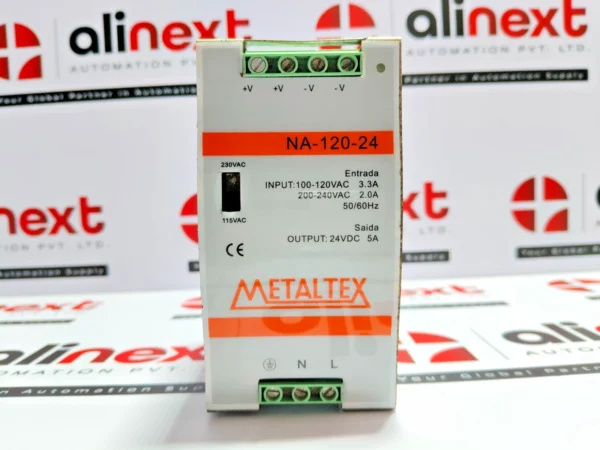 alinext
AUTOMATION PVT. LTD.
Your Global Partner in Automation Supply
+V +V -V -V
NA-120-24
230VAC
115VAC
Entrada
INPUT:100-120VAC 3.3A
200-240VAC 2.0A
50/60Hz
Saida
OUTPUT:24VDC 5A
CE
METALTEX
N L